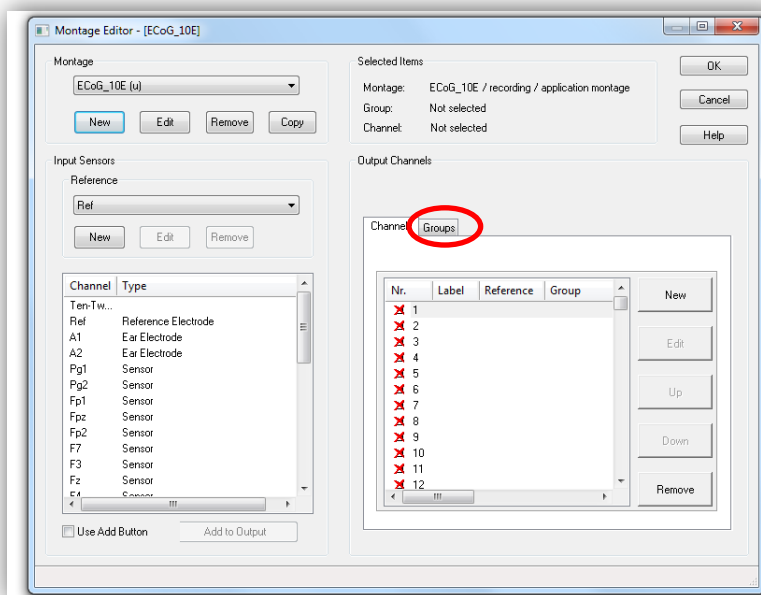 Montage Editor - [ECoG_10E]
Montage
ECoG_10E (u)
New Edit Remove Copy
Selected Items
Montage: ECoG_10E / recording / application montage
Group: Not selected
Channel: Not selected
OK
Cancel
Help
Input Sensors
Reference
Ref
New Edit Remove
Channel Type
Ten-Tw...
Ref Reference Electrode
A1 Ear Electrode
A2 Ear Electrode
Pg1 Sensor
Pg2 Sensor
Fp1 Sensor
Fpz Sensor
Fp2 Sensor
F7 Sensor
F3 Sensor
Fz Sensor
F4 Sensor
Use Add Button Add to Output
Output Channels
Channel Groups
Nr. Label Reference Group
1
2
3
4
5
6
7
8
9
10
11
12
New
Edit
Up
Down
Remove